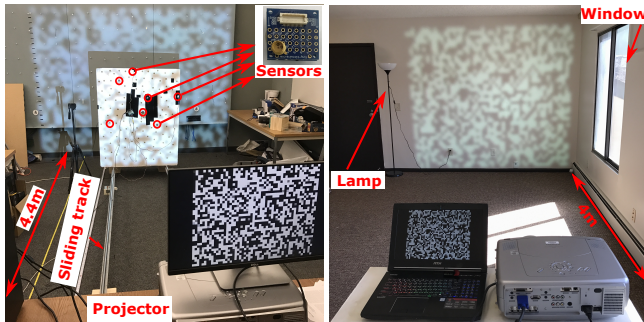 Sensors
4.4m
Sliding track
Projector
Window
Lamp
4m